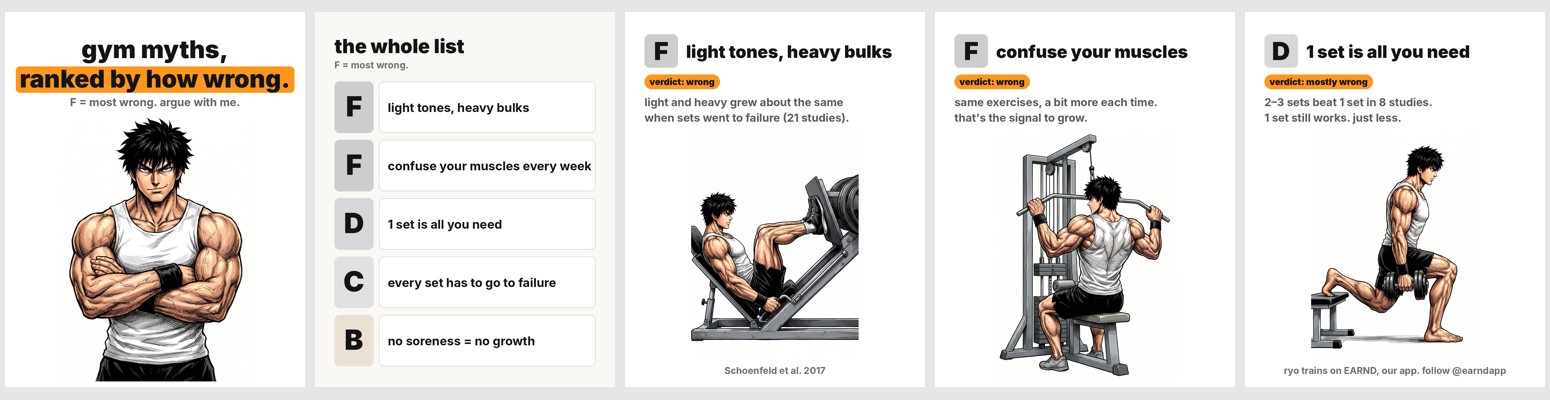 gym myths,
ranked by how wrong.
F = most wrong. argue with me.
the whole list
F = most wrong.
F
light tones, heavy bulks
F
confuse your muscles every week
D
1 set is all you need
C
every set has to go to failure
B
no soreness = no growth
F light tones, heavy bulks
verdict: wrong
light and heavy grew about the same
when sets went to failure (21 studies).
Schoenfeld et al. 2017
F confuse your muscles
verdict: wrong
same exercises, a bit more each time.
that's the signal to grow.
D 1 set is all you need
verdict: mostly wrong
2–3 sets beat 1 set in 8 studies.
1 set still works. just less.
ryo trains on EARND, our app. follow @earndapp